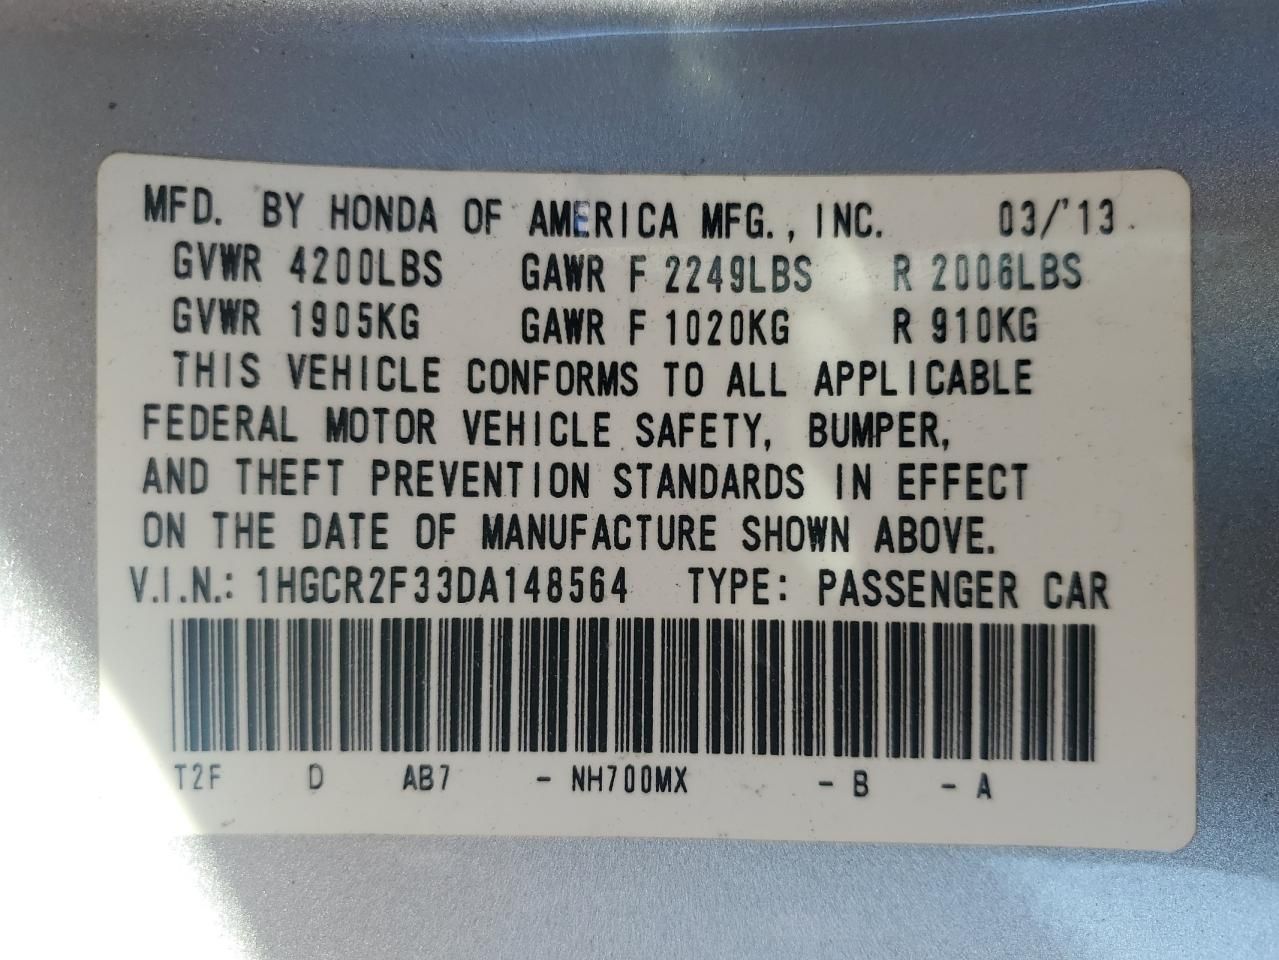 MFD. BY HONDA OF AMERICA MFG., INC. 03/'13
GVWR 4200LBS GAWR F 2249LBS R 2006LBS
GVWR 1905KG GAWR F 1020KG R 910KG
THIS VEHICLE CONFORMS TO ALL APPLICABLE
FEDERAL MOTOR VEHICLE SAFETY, BUMPER,
AND THEFT PREVENTION STANDARDS IN EFFECT
ON THE DATE OF MANUFACTURE SHOWN ABOVE.
V.I.N.: 1HGCR2F33DA148564 TYPE: PASSENGER CAR
T2F D AB7 - NH700MX - B - A